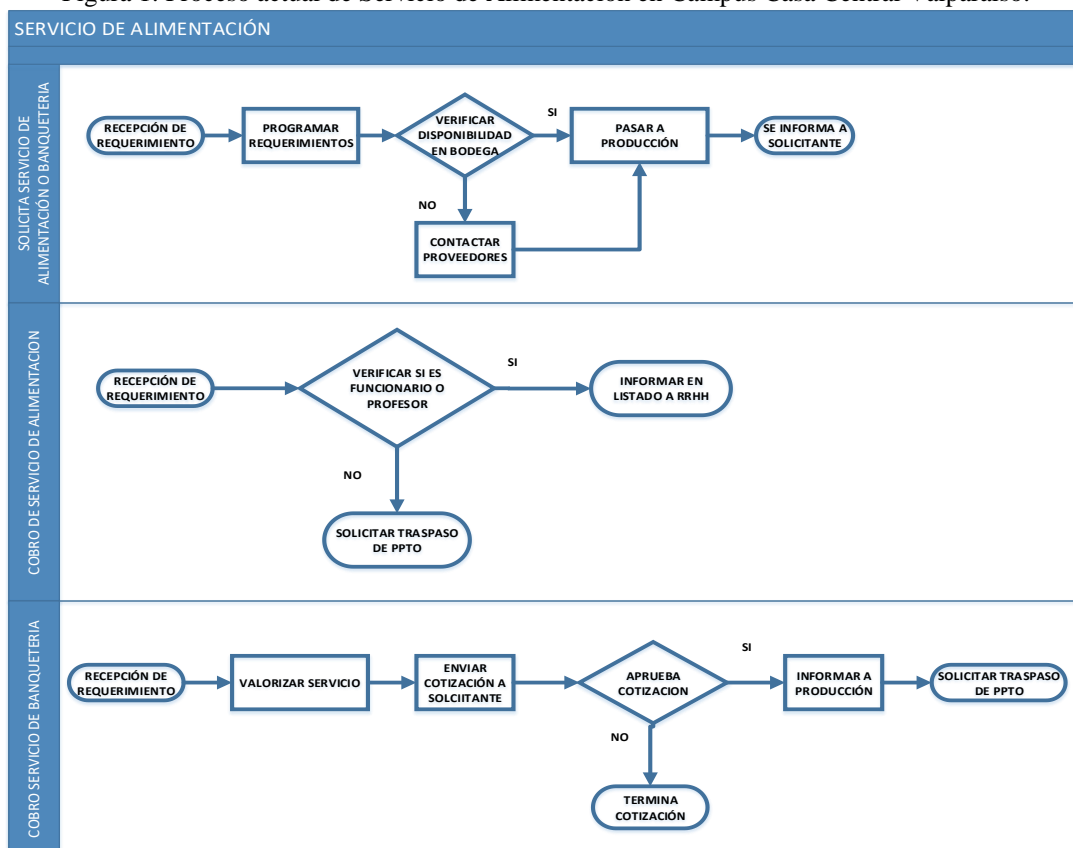 Figura 1: Proceso actual de Servicio de Alimentación en Campus Casa Central Valparaíso.
SERVICIO DE ALIMENTACIÓN
SOLICITA SERVICIO DE
ALIMENTACIÓN O BANQUETERIA
RECEPCIÓN DE
REQUERIMIENTO
PROGRAMAR
REQUERIMIENTOS
VERIFICAR
DISPONIBILIDAD
EN BODEGA
SI
PASAR A
PRODUCCIÓN
SE INFORMA A
SOLICITANTE
NO
CONTACTAR
PROVEEDORES
COBRO DE SERVICIO DE ALIMENTACION
RECEPCIÓN DE
REQUERIMIENTO
VERIFICAR SI ES
FUNCIONARIO O
PROFESOR
SI
INFORMAR EN
LISTADO A RRHH
NO
SOLICITAR TRASPASO
DE PPTO
COBRO SERVICIO DE BANQUETERIA
RECEPCIÓN DE
REQUERIMIENTO
VALORIZAR SERVICIO
ENVIAR
COTIZACIÓN A
SOLCIITANTE
APRUEBA
COTIZACION
SI
INFORMAR A
PRODUCCIÓN
SOLICITAR TRASPASO
DE PPTO
NO
TERMINA
COTIZACIÓN